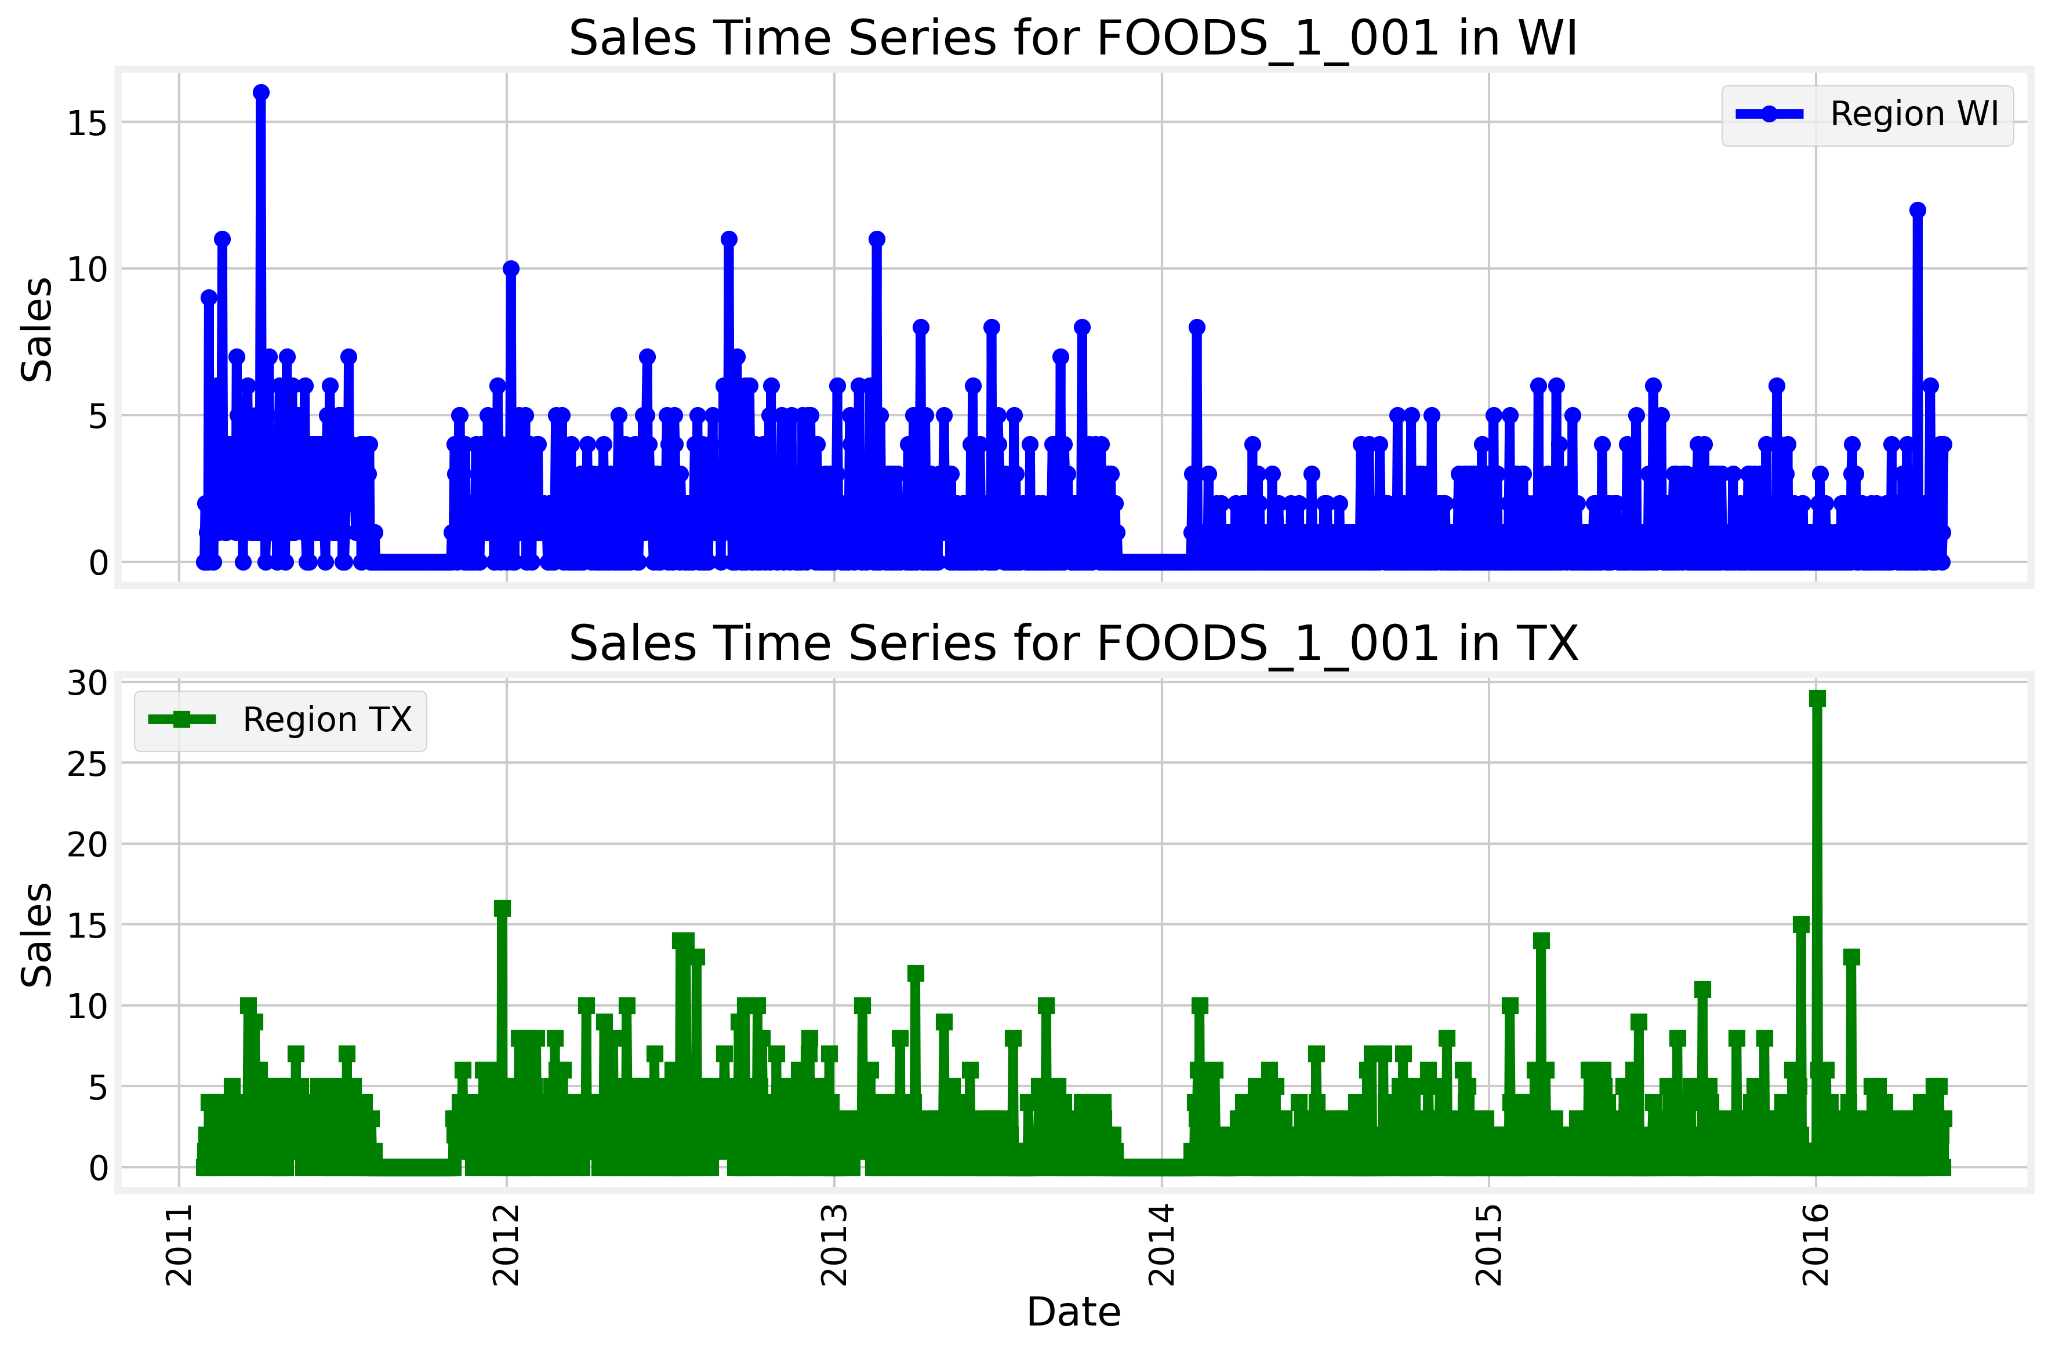 Sales Time Series for FOODS_1_001 in WI
15
10
5
0
Sales
Region WI
Sales Time Series for FOODS_1_001 in TX
30
25
20
15
10
5
0
Sales
Region TX
2011
2012
2013
2014
2015
2016
Date